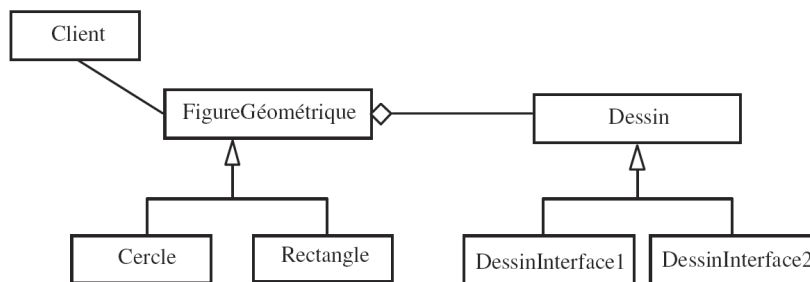 Client
FigureGéométrique
Dessin
Cercle
Rectangle
DessinInterface1
DessinInterface2